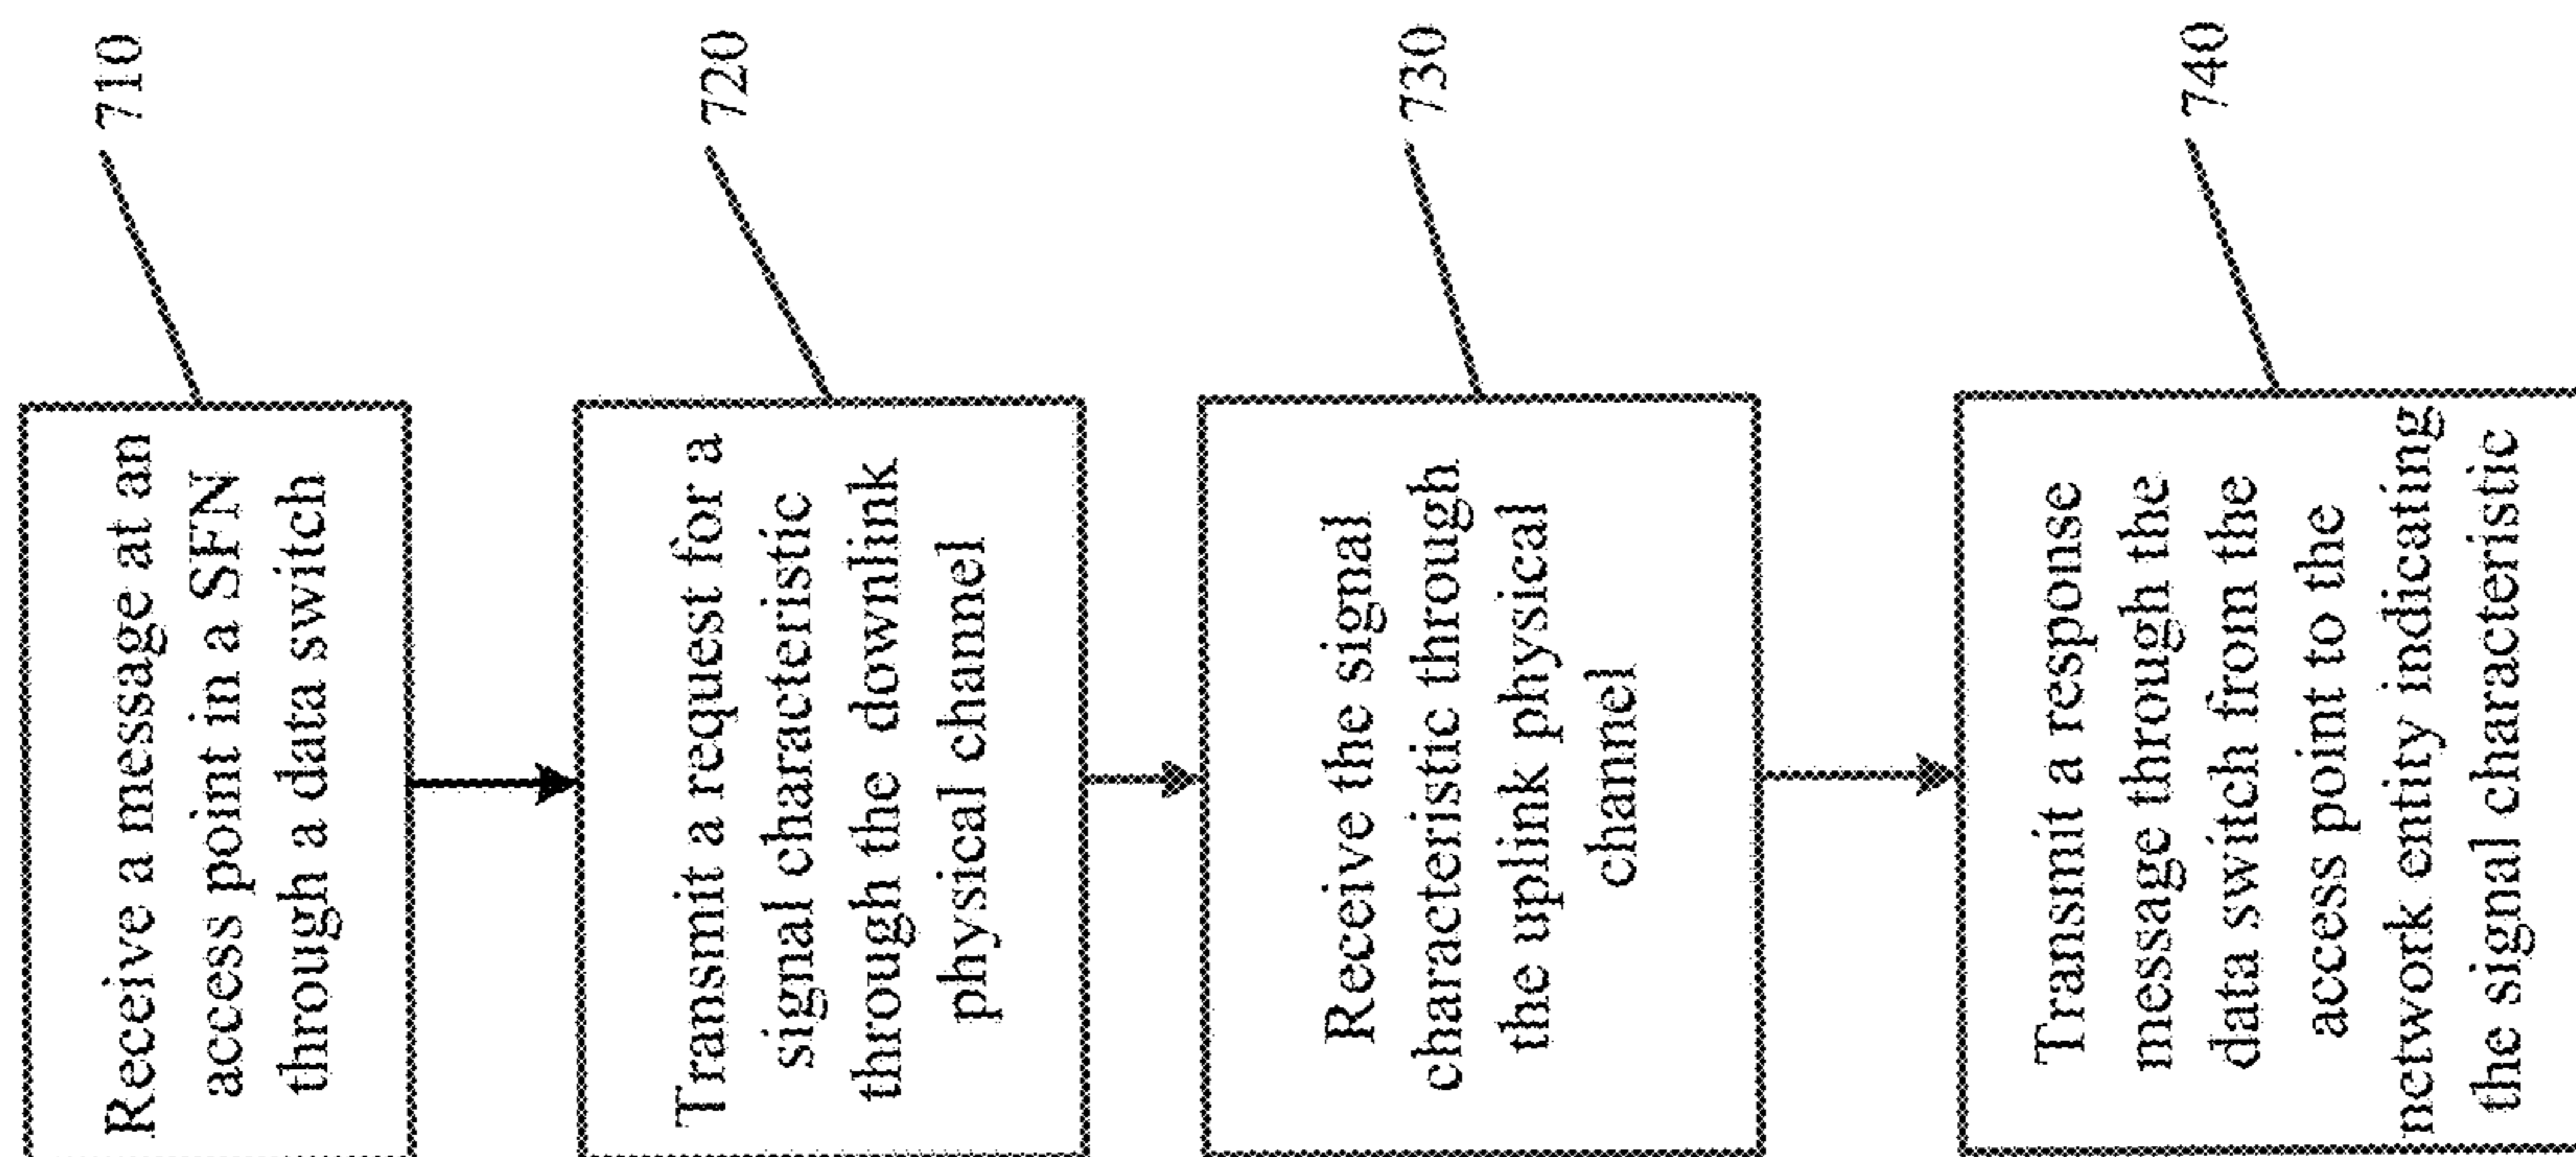 Receive a message at an
access point in a SFN
through a data switch
710
Transmit a request for a
signal characteristic
through the downlink
physical channel
720
Receive the signal
characteristic through
the uplink physical
channel
730
Transmit a response
message through the
data switch from the
access point to the
network entity indicating
the signal characteristic
740